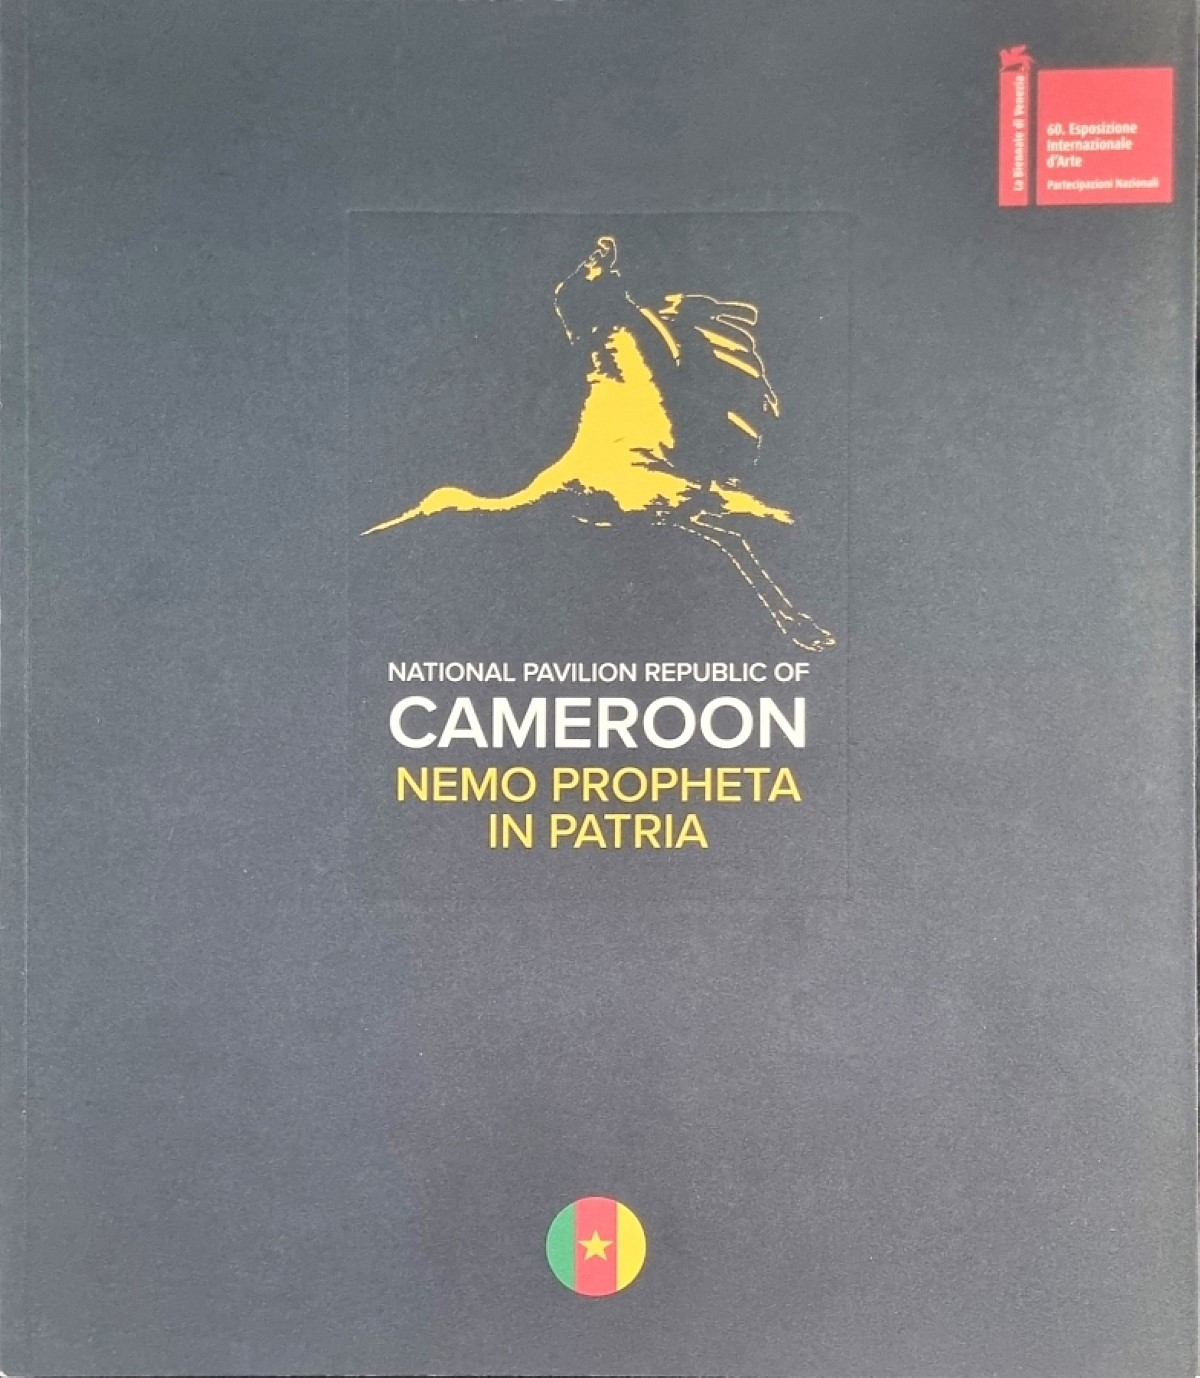 La Biennale di Venezia
60. Esposizione
Internazionale
d'Arte
Partecipazioni Nazionali
NATIONAL PAVILION REPUBLIC OF
CAMEROON
NEMO PROPHETA
IN PATRIA